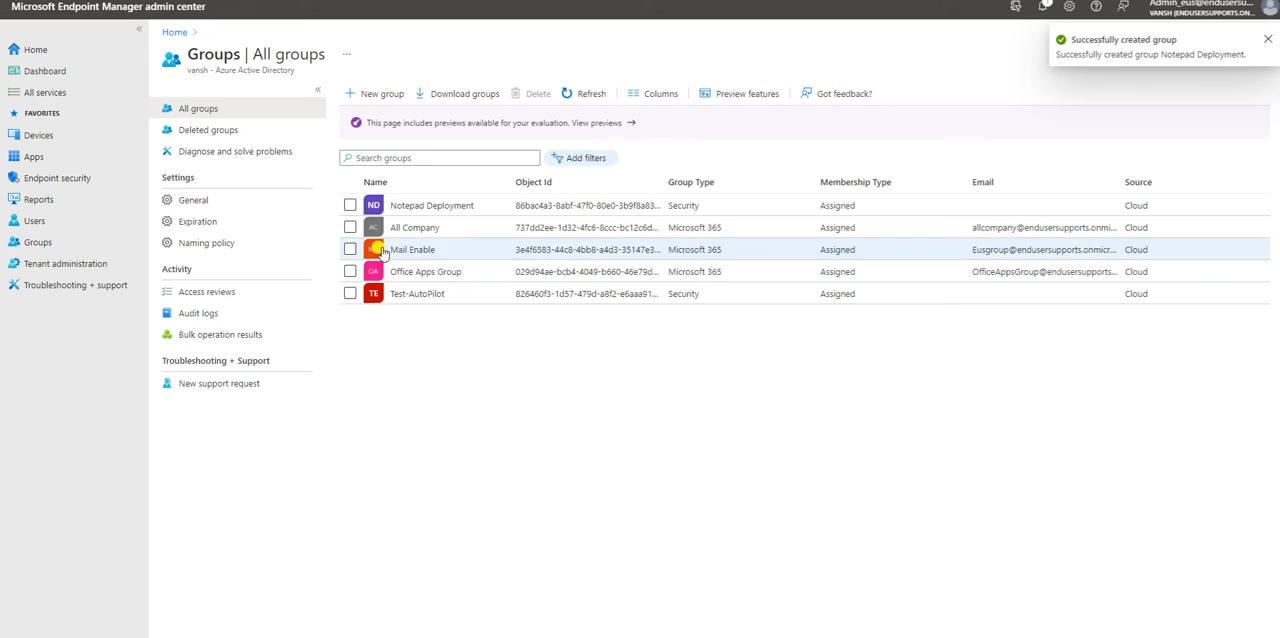 Microsoft Endpoint Manager admin center
Admin_eus@endusersu...
VANSH (ENDUSERSUPPORTS.ON...
«
Home
Dashboard
All services
FAVORITES
Devices
Apps
Endpoint security
Reports
Users
Groups
Tenant administration
Troubleshooting + support
Home >
Groups | All groups ...
vansh - Azure Active Directory
«
All groups
Deleted groups
Diagnose and solve problems
Settings
General
Expiration
Naming policy
Activity
Access reviews
Audit logs
Bulk operation results
Troubleshooting + Support
New support request
Successfully created group
Successfully created group Notepad Deployment.
New group Download groups Delete Refresh Columns Preview features Got feedback?
This page includes previews available for your evaluation. View previews →
Search groups Add filters
Name Object Id Group Type Membership Type Email Source
ND Notepad Deployment 86bac4a3-8abf-47f0-80e0-3b9f8a83... Security Assigned Cloud
AC All Company 737dd2ee-1d32-4fc6-8ccc-bc12c6d... Microsoft 365 Assigned allcompany@endusersupports.onmi... Cloud
Mail Enable 3e4f6583-44c8-4bb8-a4d3-35147e3... Microsoft 365 Assigned Eusgroup@endusersupports.onmicr... Cloud
OA Office Apps Group 029d94ae-bcb4-4049-b660-46e79d... Microsoft 365 Assigned OfficeAppsGroup@endusersupports... Cloud
TE Test-AutoPilot 826460f3-1d57-479d-a8f2-e6aaa91... Security Assigned Cloud